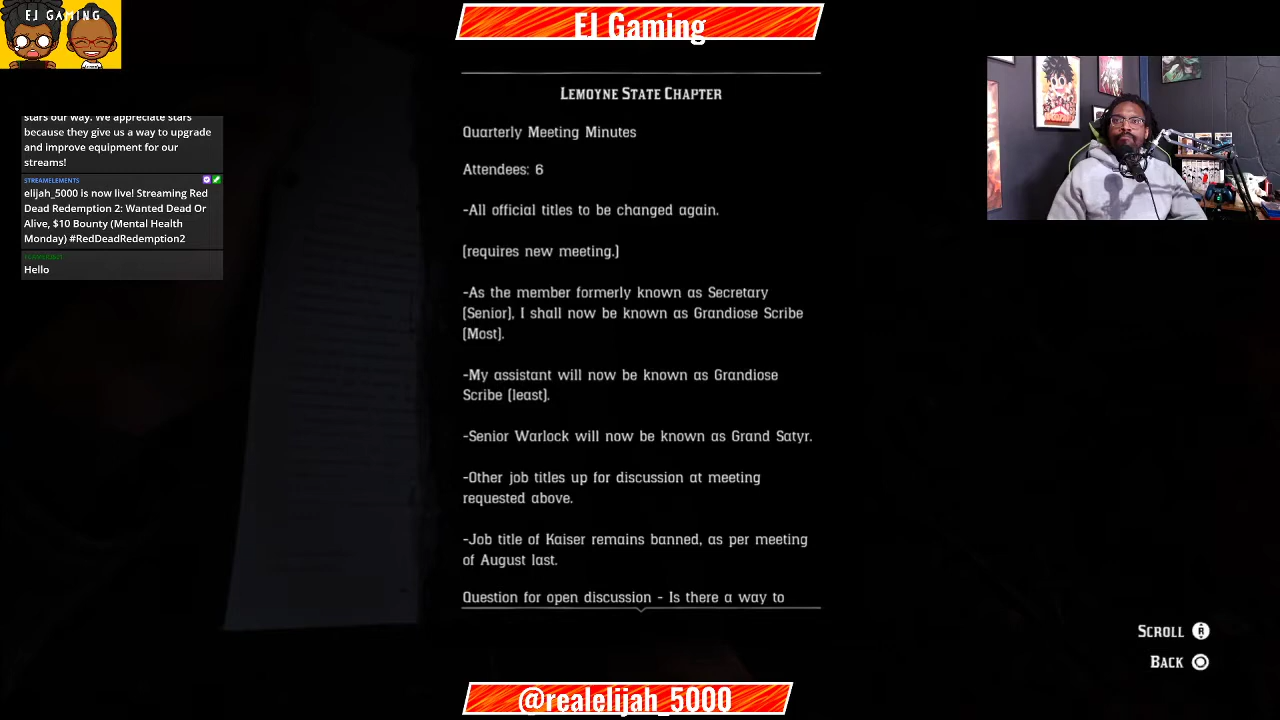 EJ GAMING
EJ Gaming
stars our way. We appreciate stars
because they give us a way to upgrade
and improve equipment for our
streams!
STREAMELEMENTS
elijah_5000 is now live! Streaming Red
Dead Redemption 2: Wanted Dead Or
Alive, $10 Bounty (Mental Health
Monday) #RedDeadRedemption2
Hello
LEMOYNE STATE CHAPTER
Quarterly Meeting Minutes
Attendees: 6
-All official titles to be changed again.
(requires new meeting.)
-As the member formerly known as Secretary
(Senior), I shall now be known as Grandiose Scribe
(Most).
-My assistant will now be known as Grandiose
Scribe (least).
-Senior Warlock will now be known as Grand Satyr.
-Other job titles up for discussion at meeting
requested above.
-Job title of Kaiser remains banned, as per meeting
of August last.
Question for open discussion - Is there a way to
SCROLL R
BACK
@realelijah_5000